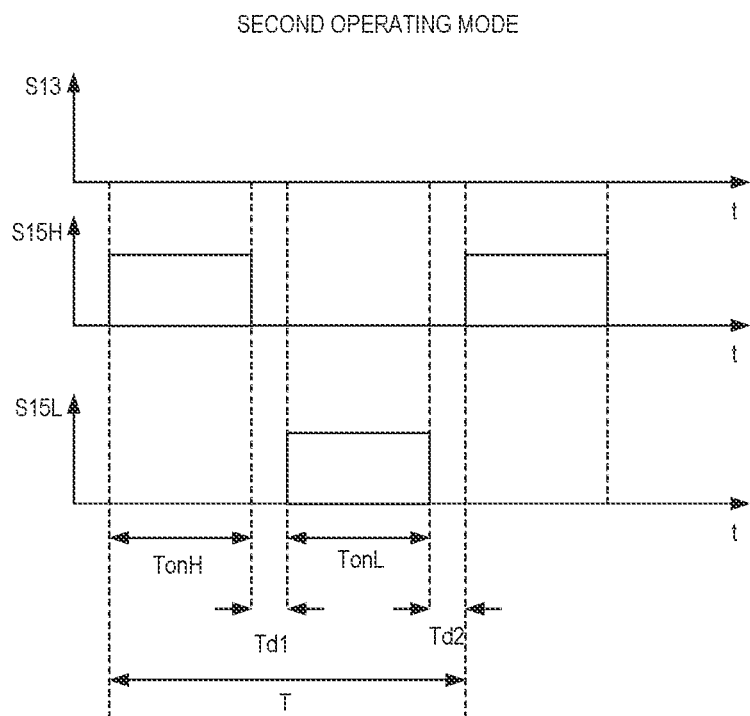 SECOND OPERATING MODE
S13
t
S15H
t
S15L
t
TonH
TonL
Td1
Td2
T